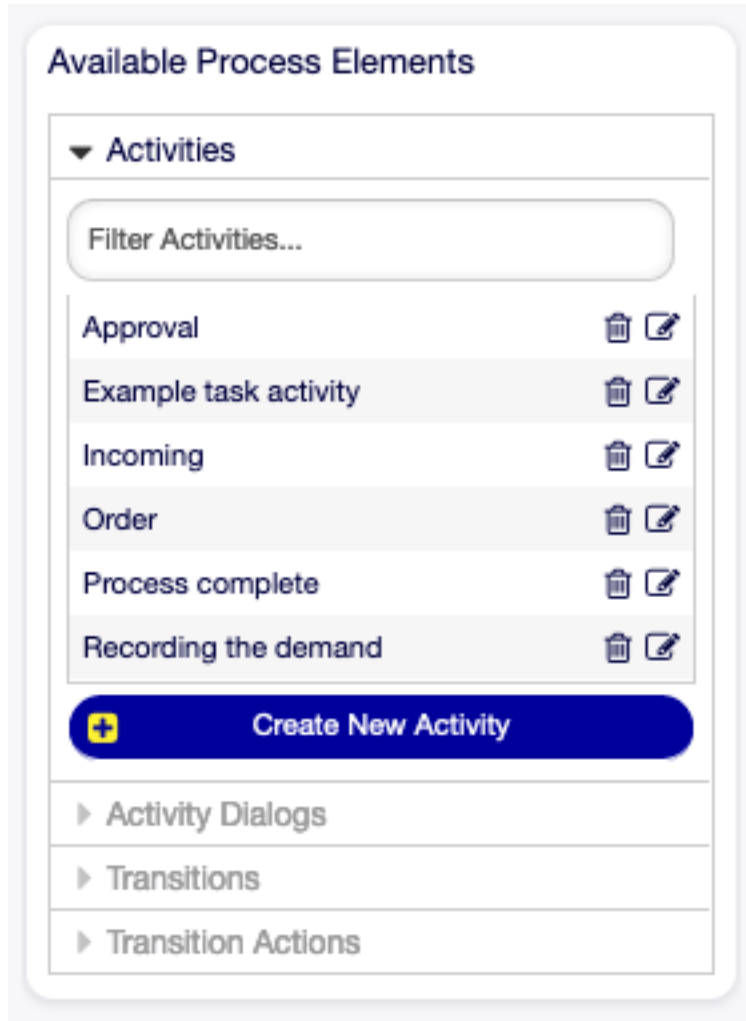 Available Process Elements
Activities
Filter Activities...
Approval
Example task activity
Incoming
Order
Process complete
Recording the demand
Create New Activity
Activity Dialogs
Transitions
Transition Actions